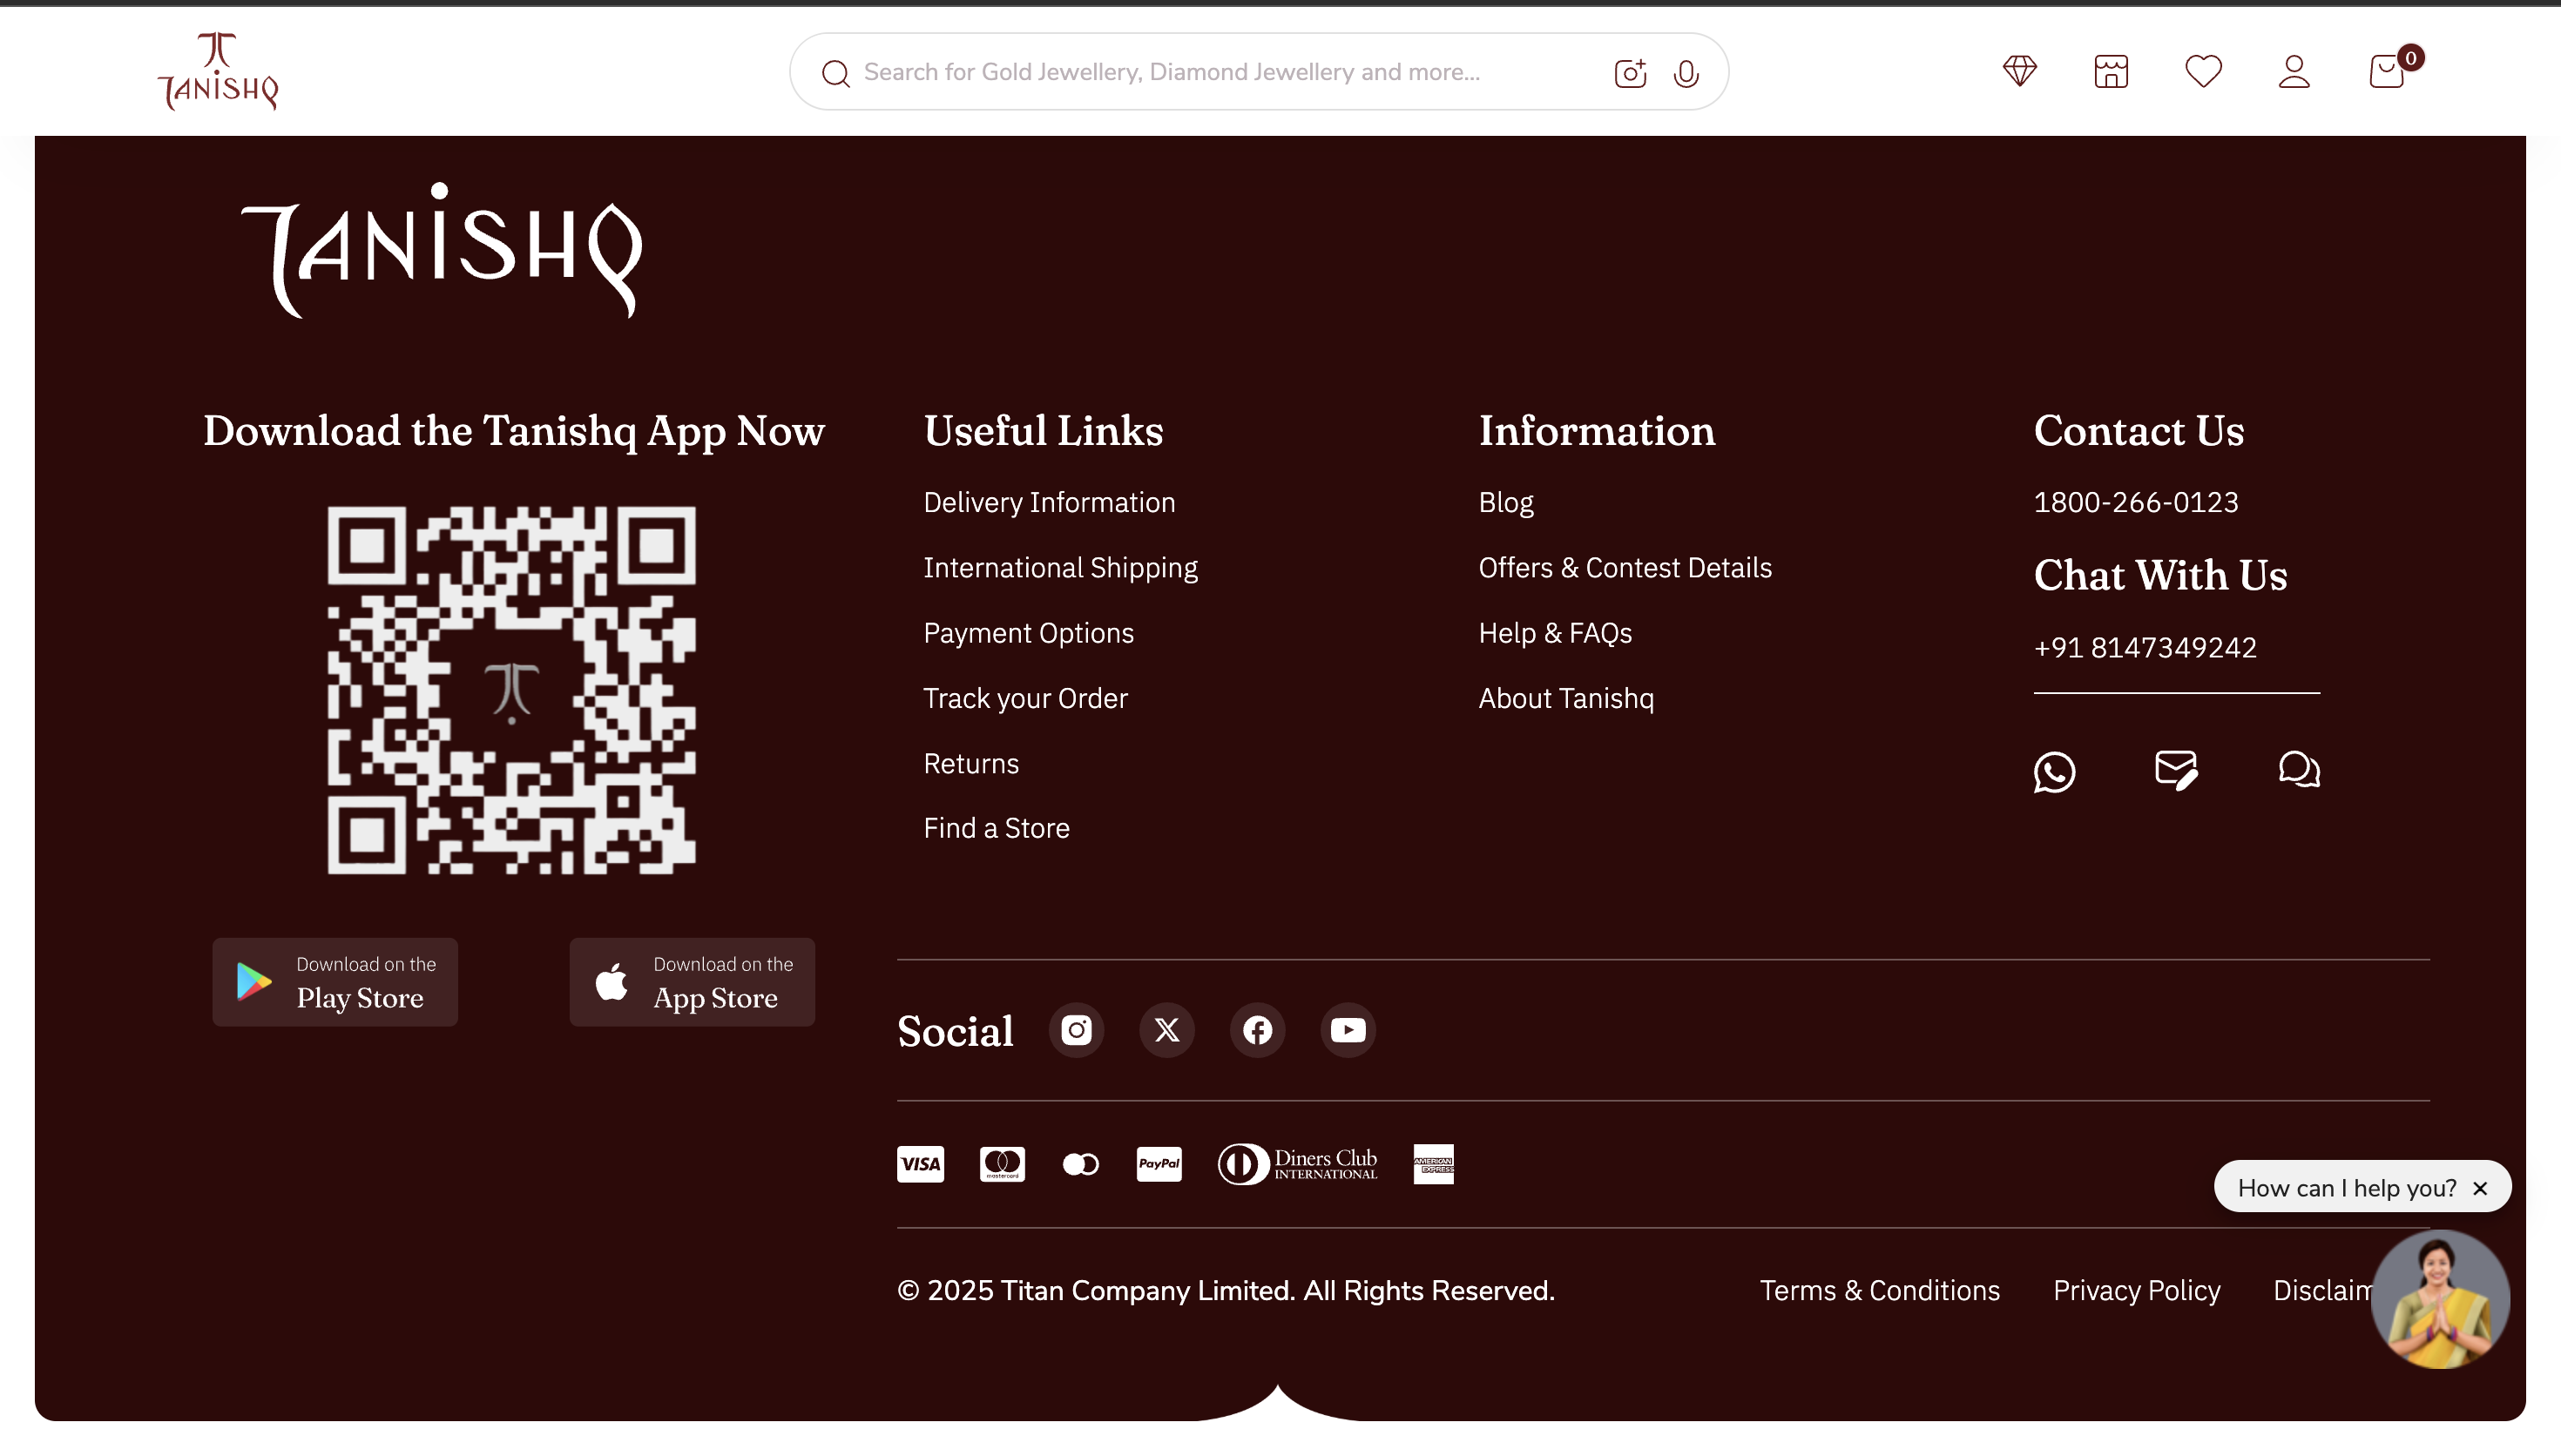 TANiSHQ
Search for Gold Jewellery, Diamond Jewellery and more...
0
TANiSHQ
Download the Tanishq App Now
Download on the
Play Store
Download on the
App Store
Useful Links
Delivery Information
International Shipping
Payment Options
Track your Order
Returns
Find a Store
Information
Blog
Offers & Contest Details
Help & FAQs
About Tanishq
Contact Us
1800-266-0123
Chat With Us
+91 8147349242
Social
VISA
mastercard
PayPal
Diners Club
INTERNATIONAL
AMERICAN
EXPRESS
How can I help you? ×
© 2025 Titan Company Limited. All Rights Reserved.
Terms & Conditions
Privacy Policy
Disclaim